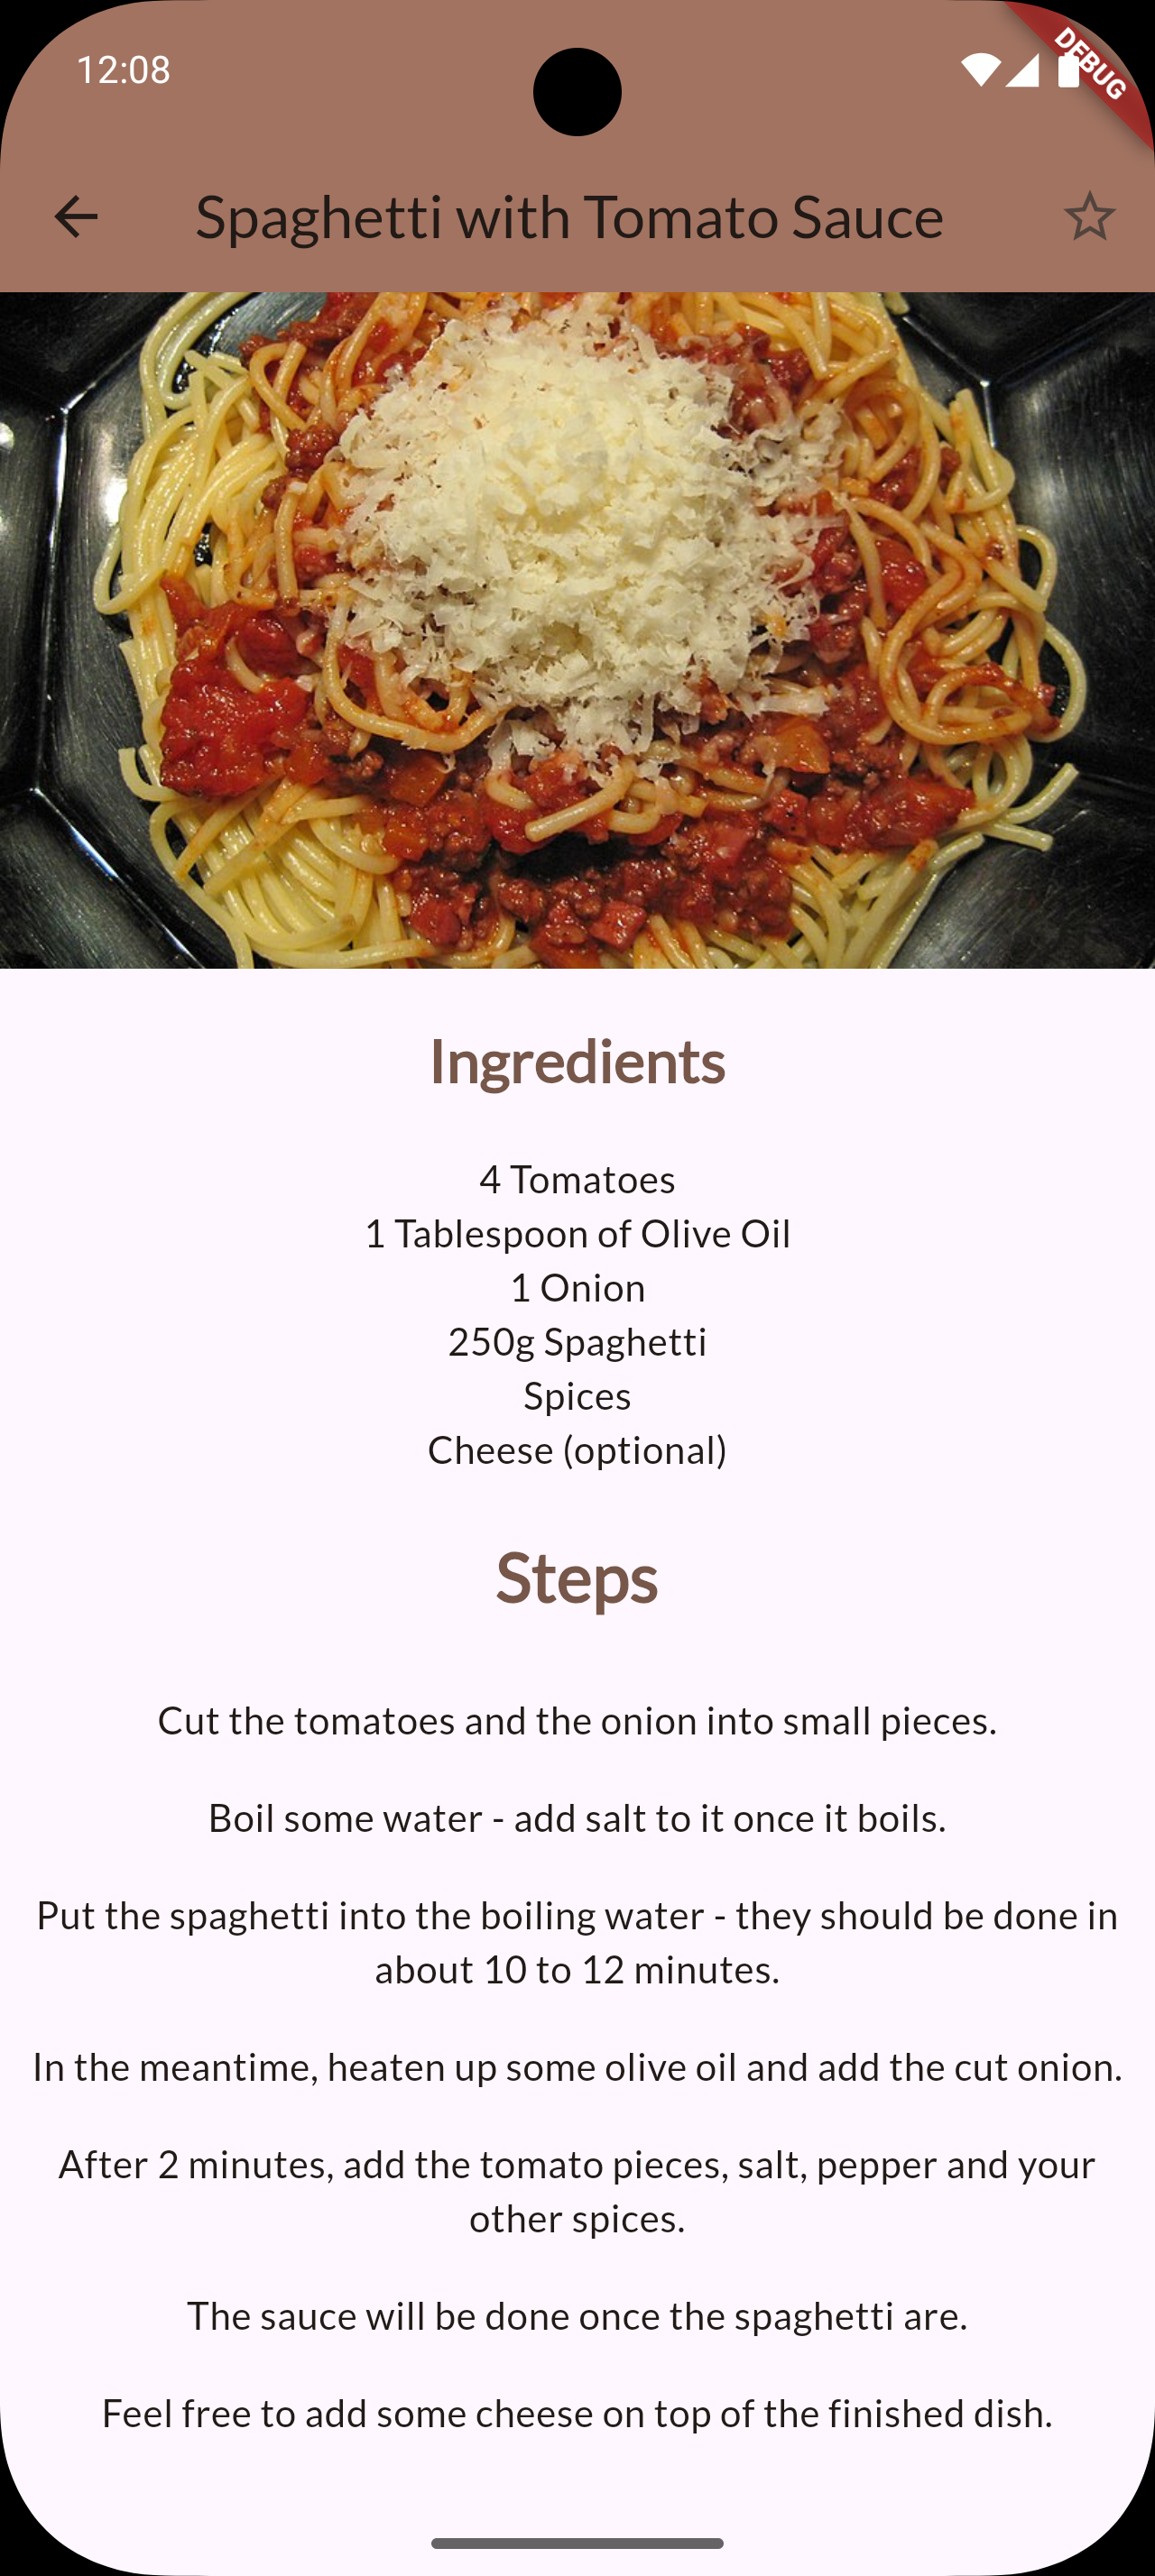 12:08
DEBUG
Spaghetti with Tomato Sauce
Ingredients
4 Tomatoes
1 Tablespoon of Olive Oil
1 Onion
250g Spaghetti
Spices
Cheese (optional)
Steps
Cut the tomatoes and the onion into small pieces.
Boil some water - add salt to it once it boils.
Put the spaghetti into the boiling water - they should be done in
about 10 to 12 minutes.
In the meantime, heaten up some olive oil and add the cut onion.
After 2 minutes, add the tomato pieces, salt, pepper and your
other spices.
The sauce will be done once the spaghetti are.
Feel free to add some cheese on top of the finished dish.